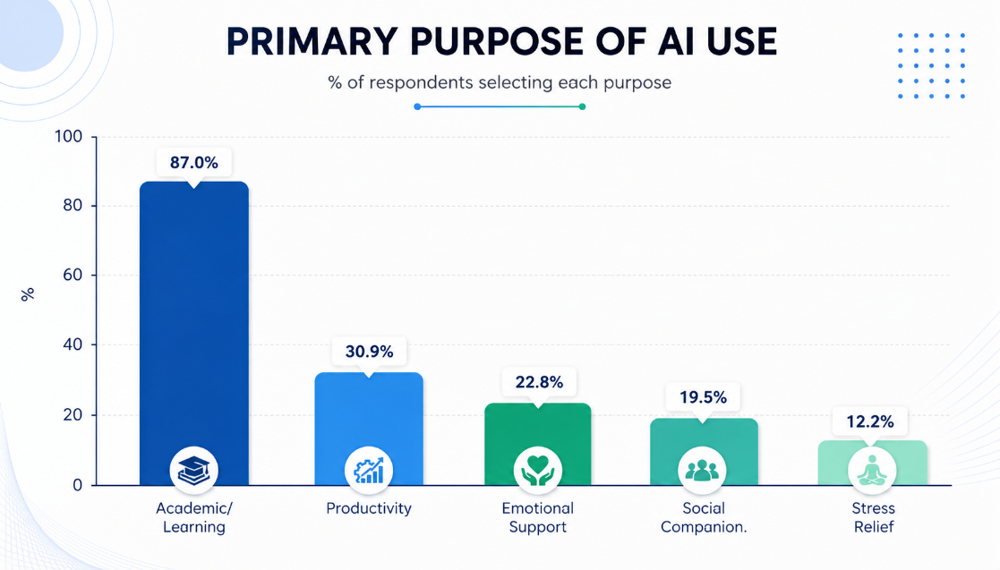 PRIMARY PURPOSE OF AI USE
% of respondents selecting each purpose
100
80
60
40
20
0
%
87.0%
30.9%
22.8%
19.5%
12.2%
Academic/
Learning
Productivity
Emotional
Support
Social
Companion.
Stress
Relief